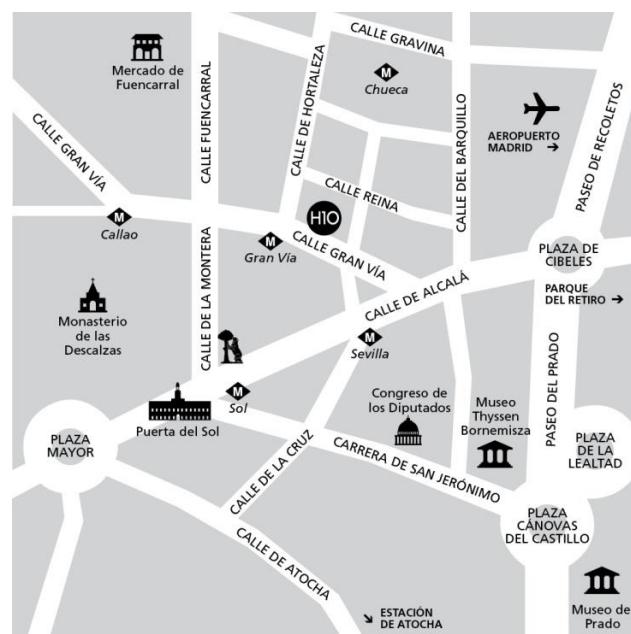 CALLE GRAVINA
Mercado de
Fuencarral
M
Chueca
CALLE FUENCARRAL
CALLE DE HORTALEZA
CALLE DEL BARQUILLO
PASEO DE RECOLETOS
AEROPUERTO
MADRID →
CALLE GRAN VÍA
CALLE REINA
H10
M
Callao
M
Gran Vía
CALLE GRAN VÍA
PLAZA DE
CIBELES
CALLE DE LA MONTERA
CALLE DE ALCALÁ
PARQUE
DEL RETIRO →
Monasterio
de las
Descalzas
M
Sevilla
PASEO DEL PRADO
M
Sol
Congreso de
los Diputados
Museo
Thyssen
Bornemisza
Puerta del Sol
PLAZA
MAYOR
PLAZA
DE LA
LEALTAD
CALLE DE LA CRUZ
CARRERA DE SAN JERÓNIMO
PLAZA
CÁNOVAS
DEL CASTILLO
CALLE DE ATOCHA
ESTACIÓN
DE ATOCHA
Museo de
Prado